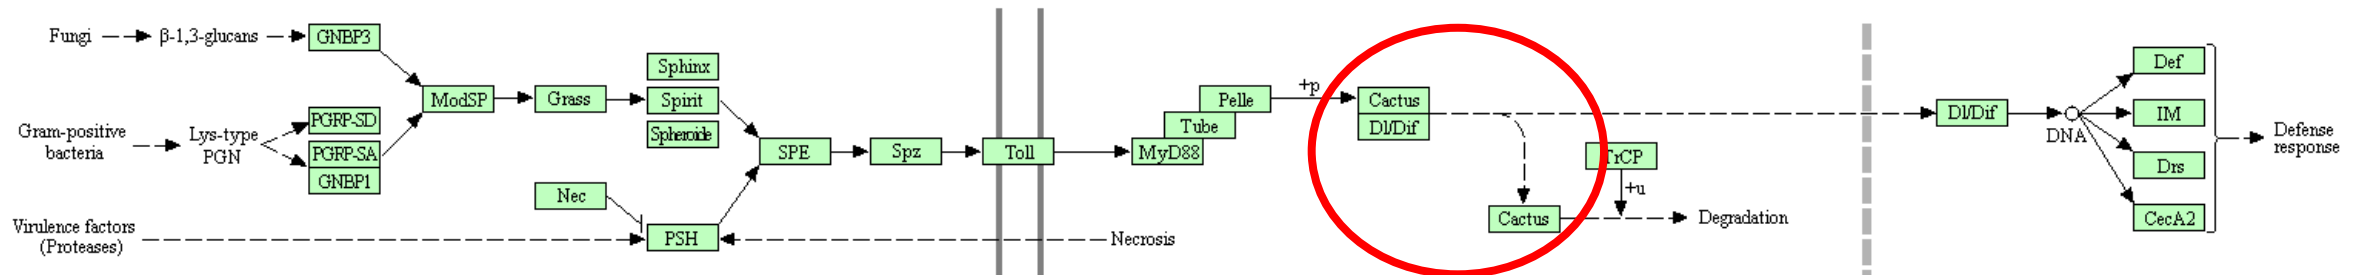 Fungi
β-1,3-glucans
GNBP3
Gram-positive
bacteria
Lys-type
PGN
PGRP-SD
PGRP-SA
GNBP1
Virulence factors
(Proteases)
ModSP
Grass
Sphinx
Spirit
Spheroide
Nec
PSH
SPE
Spz
Toll
Necrosis
MyD88
Tube
Pelle
+p
Cactus
Dl/Dif
Cactus
TrCP
+u
Degradation
Dl/Dif
DNA
Def
IM
Drs
CecA2
Defense
response